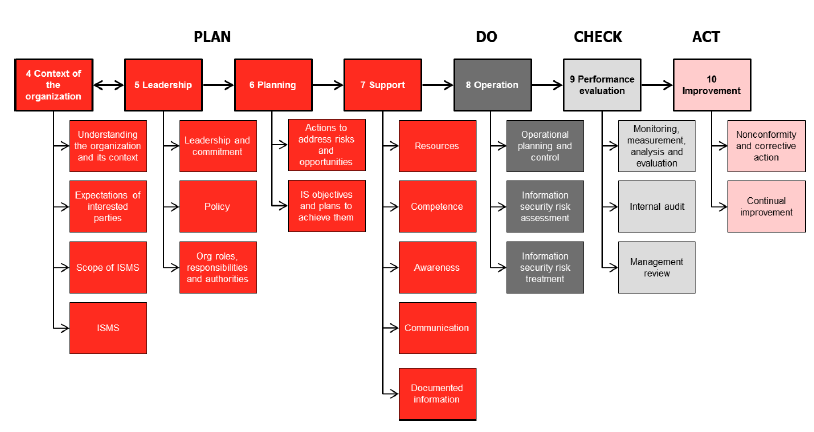 PLAN
DO
CHECK
ACT
4 Context of
the
organization
5 Leadership
6 Planning
7 Support
8 Operation
9 Performance
evaluation
10
Improvement
Understanding
the organization
and its context
Expectations of
interested
parties
Scope of ISMS
ISMS
Leadership and
commitment
Policy
Org roles,
responsibilities
and authorities
Actions to
address risks
and
opportunities
IS objectives
and plans to
achieve them
Resources
Competence
Awareness
Communication
Documented
information
Operational
planning and
control
Information
security risk
assessment
Information
security risk
treatment
Monitoring,
measurement,
analysis and
evaluation
Internal audit
Management
review
Nonconformity
and corrective
action
Continual
improvement